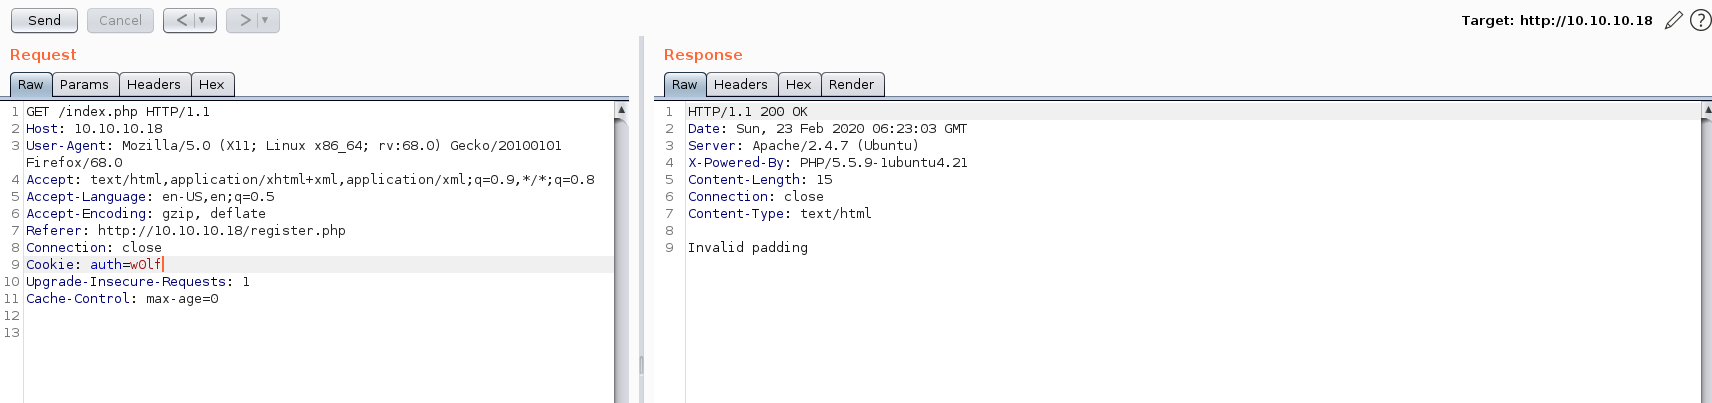 Send Cancel < ▼ > ▼ Target: http://10.10.10.18 ?
Request
Raw Params Headers Hex
1 GET /index.php HTTP/1.1
2 Host: 10.10.10.18
3 User-Agent: Mozilla/5.0 (X11; Linux x86_64; rv:68.0) Gecko/20100101
Firefox/68.0
4 Accept: text/html,application/xhtml+xml,application/xml;q=0.9,*/*;q=0.8
5 Accept-Language: en-US,en;q=0.5
6 Accept-Encoding: gzip, deflate
7 Referer: http://10.10.10.18/register.php
8 Connection: close
9 Cookie: auth=w0lf
10 Upgrade-Insecure-Requests: 1
11 Cache-Control: max-age=0
12
13
Response
Raw Headers Hex Render
1 HTTP/1.1 200 OK
2 Date: Sun, 23 Feb 2020 06:23:03 GMT
3 Server: Apache/2.4.7 (Ubuntu)
4 X-Powered-By: PHP/5.5.9-1ubuntu4.21
5 Content-Length: 15
6 Connection: close
7 Content-Type: text/html
8
9 Invalid padding